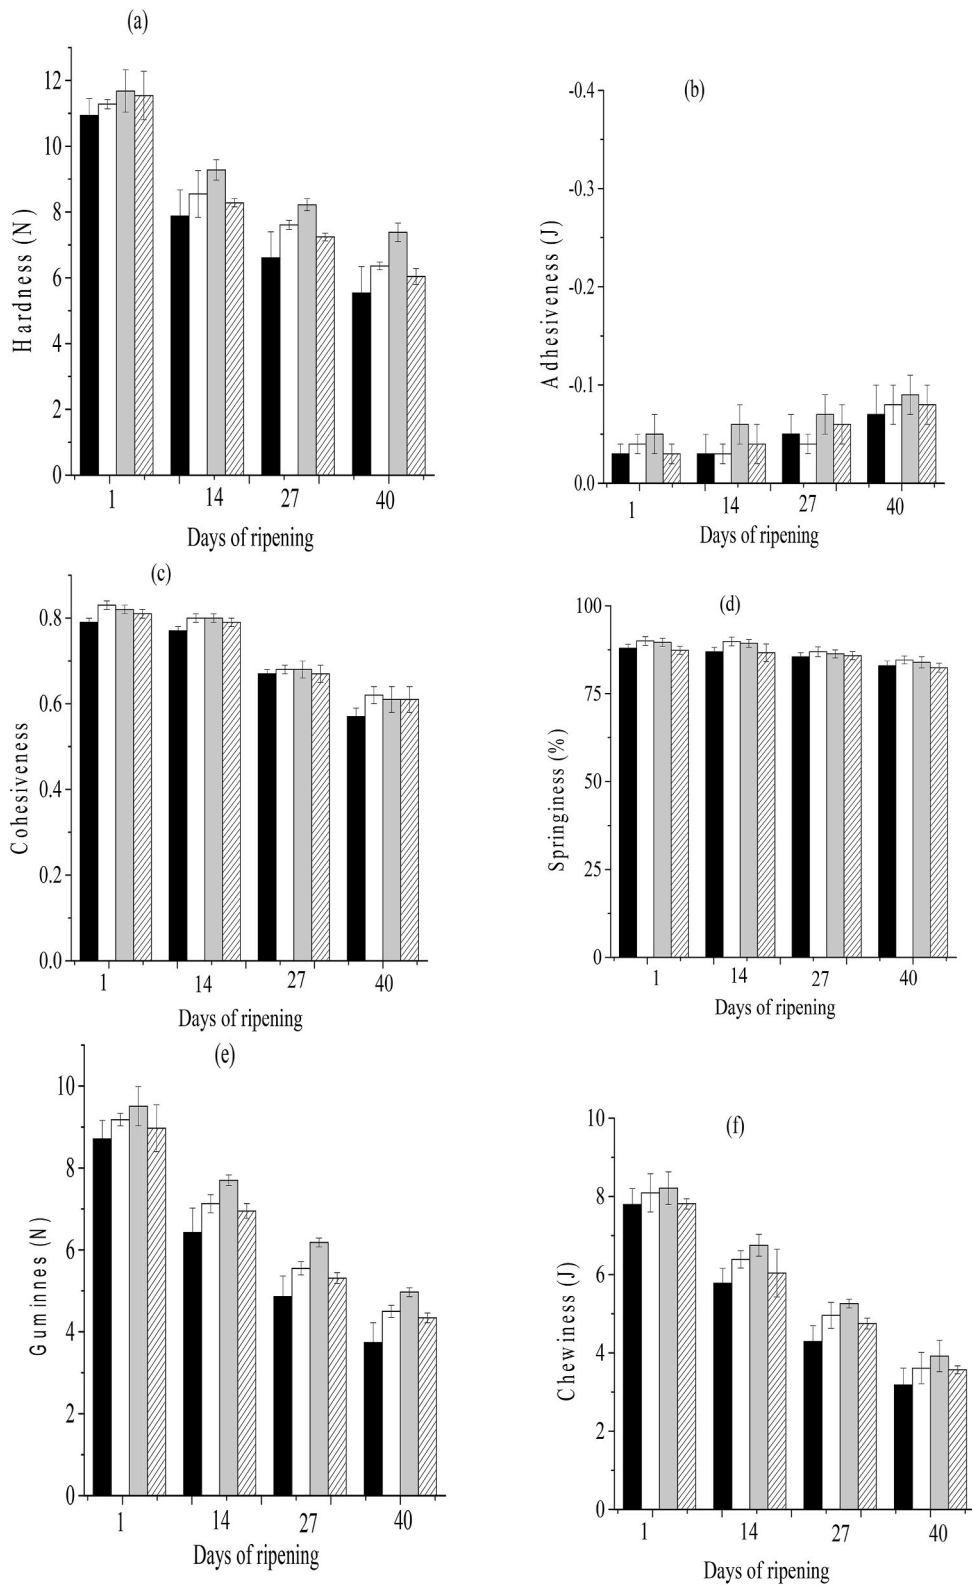 (a)
12
10
8
6
4
2
0
Hardness (N)
1 14 27 40
Days of ripening
(b)
-0.4
-0.3
-0.2
-0.1
0.0
Adhesiveness (J)
1 14 27 40
Days of ripening
(c)
0.8
0.6
0.4
0.2
0.0
Cohesiveness
1 14 27 40
Days of ripening
(d)
100
75
50
25
0
Springiness (%)
1 14 27 40
Days of ripening
(e)
10
8
6
4
2
0
Guminnes (N)
1 14 27 40
Days of ripening
(f)
10
8
6
4
2
0
Chewiness (J)
1 14 27 40
Days of ripening